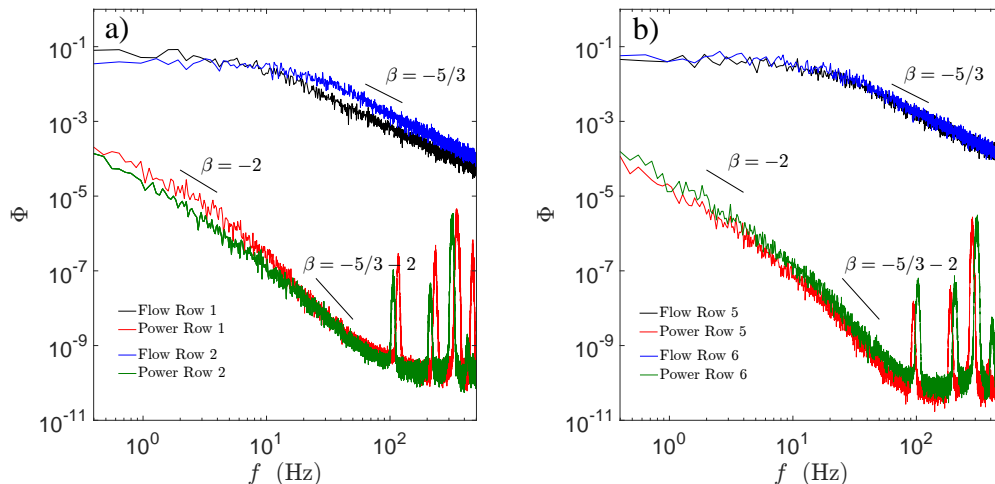 a)
10^-1
10^-3
10^-5
10^-7
10^-9
10^-11
Φ
β = −5/3
β = −2
β = −5/3 − 2
Flow Row 1
Power Row 1
Flow Row 2
Power Row 2
10^0
10^1
10^2
f (Hz)
b)
10^-1
10^-3
10^-5
10^-7
10^-9
10^-11
Φ
β = −5/3
β = −2
β = −5/3 − 2
Flow Row 5
Power Row 5
Flow Row 6
Power Row 6
10^0
10^1
10^2
f (Hz)